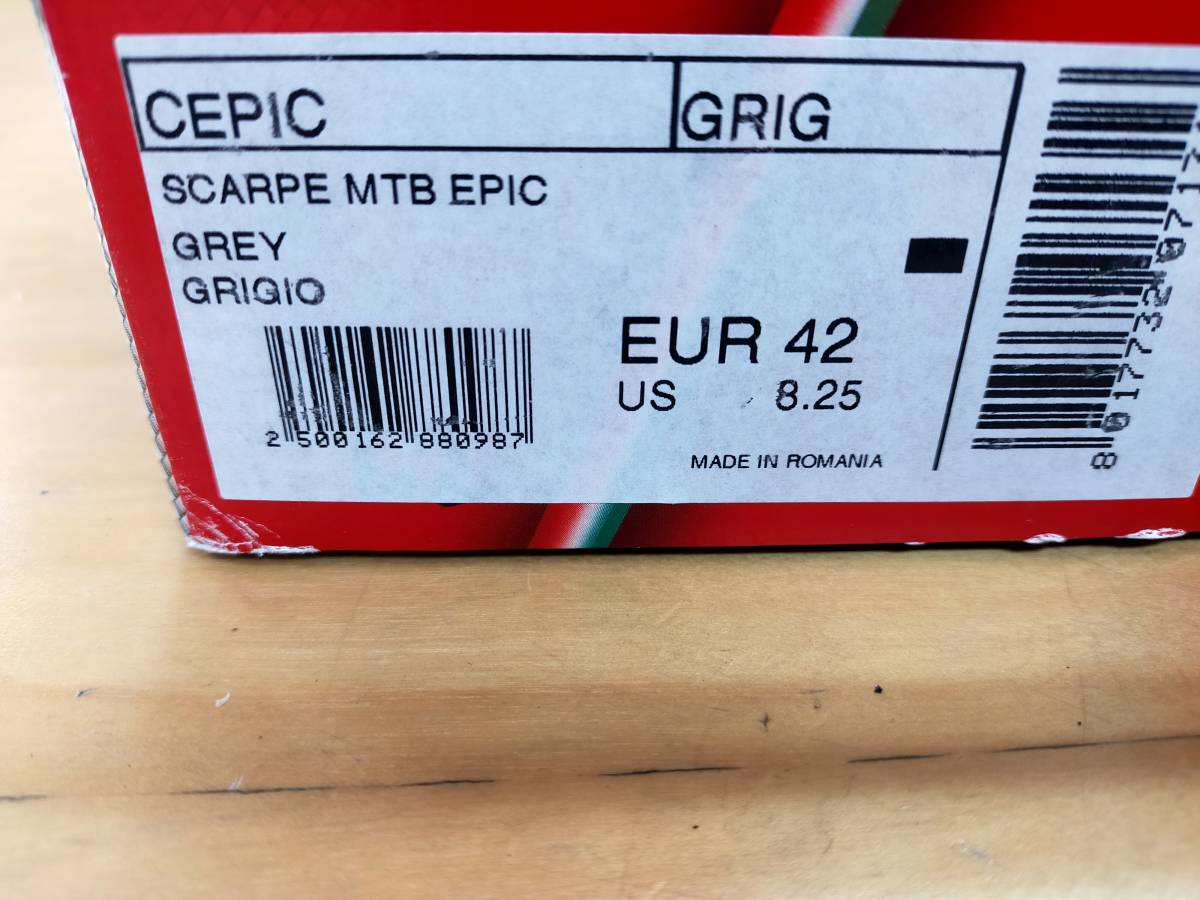 CEPIC
GRIG
SCARPE MTB EPIC
GREY
GRIGIO
EUR 42
US 8.25
2 500162 880987
MADE IN ROMANIA